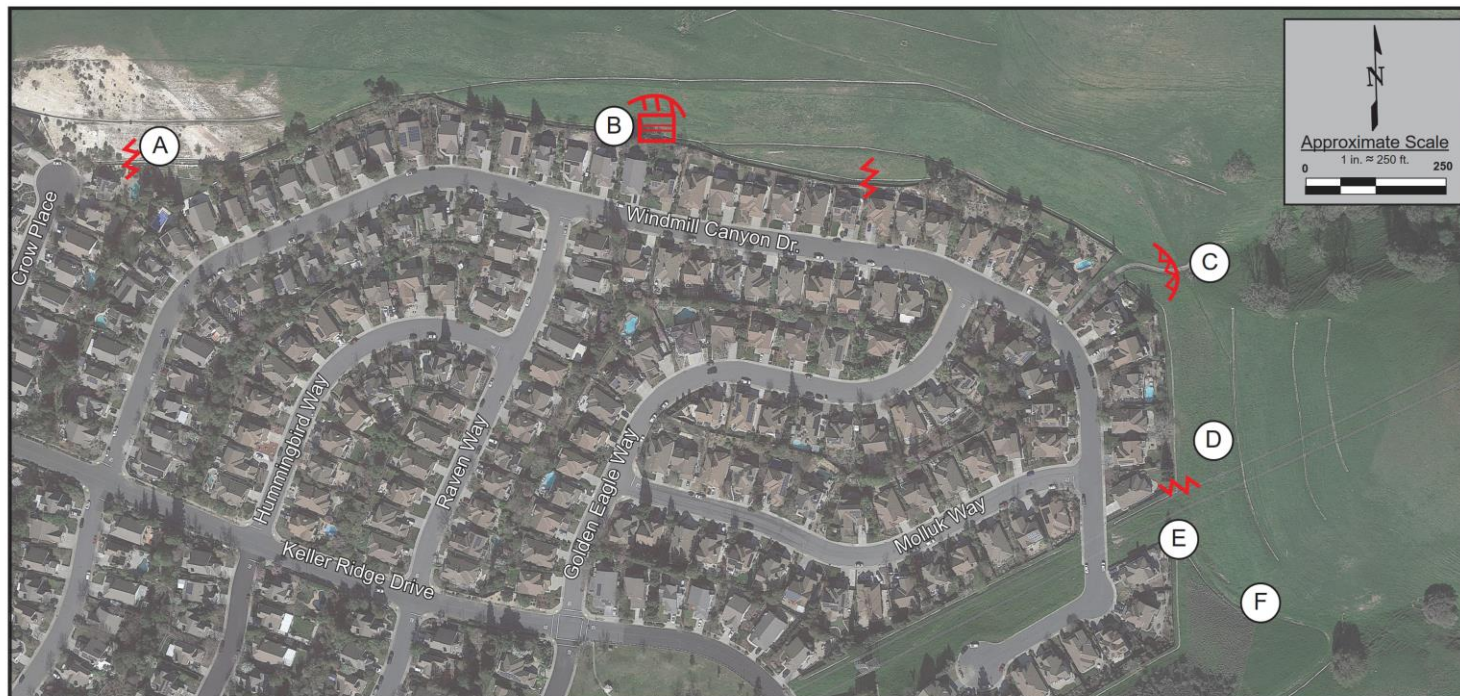 N
Approximate Scale
1 in. ≈ 250 ft.
0 250
A
B
Crow Place
Windmill Canyon Dr.
C
Hummingbird Way
Raven Way
Golden Eagle Way
D
Molluk Way
E
Keller Ridge Drive
F